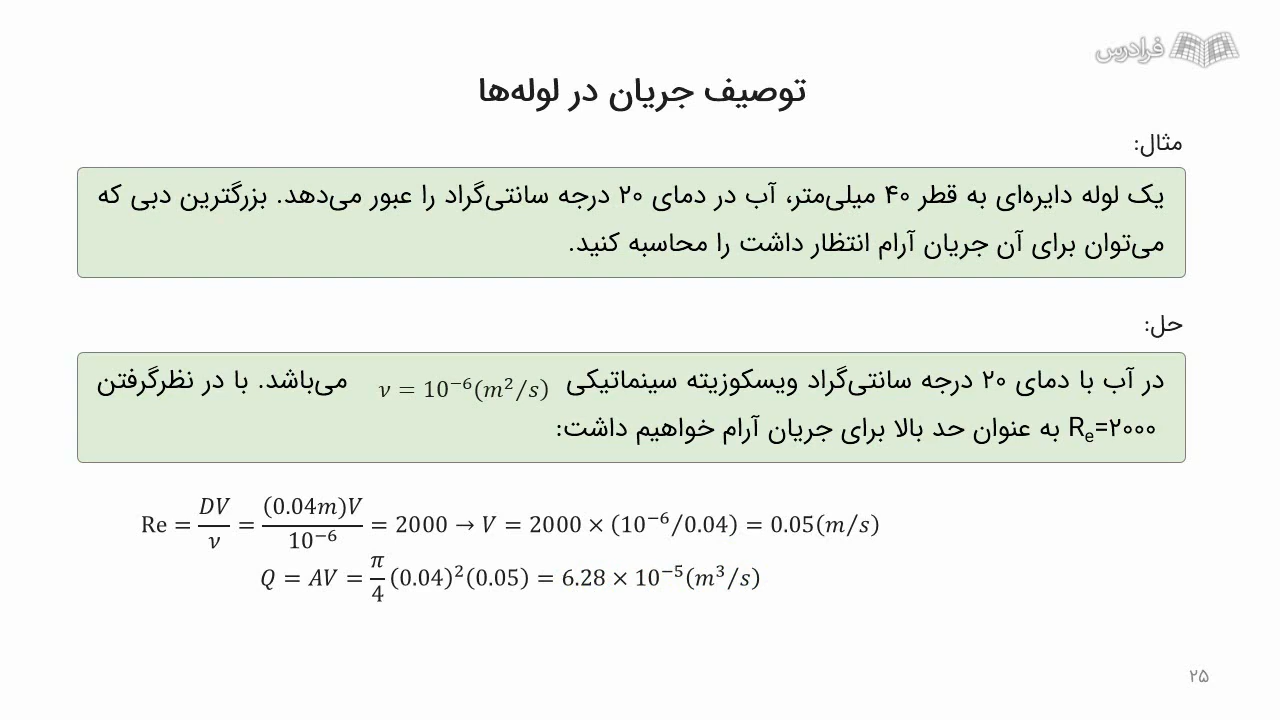 فرادرس
توصیف جریان در لوله‌ها
مثال:
یک لوله دایره‌ای به قطر ۴۰ میلی‌متر، آب در دمای ۲۰ درجه سانتی‌گراد را عبور می‌دهد. بزرگترین دبی که
می‌توان برای آن جریان آرام انتظار داشت را محاسبه کنید.
حل:
در آب با دمای ۲۰ درجه سانتی‌گراد ویسکوزیته سینماتیکی ν = 10⁻⁶(m²/s) می‌باشد. با در نظرگرفتن
Rₑ=۲۰۰۰ به عنوان حد بالا برای جریان آرام خواهیم داشت:
Re = DV/ν = (0.04m)V/10⁻⁶ = 2000 → V = 2000 × (10⁻⁶/0.04) = 0.05(m/s)
Q = AV = π/4 (0.04)²(0.05) = 6.28 × 10⁻⁵(m³/s)
۲۵